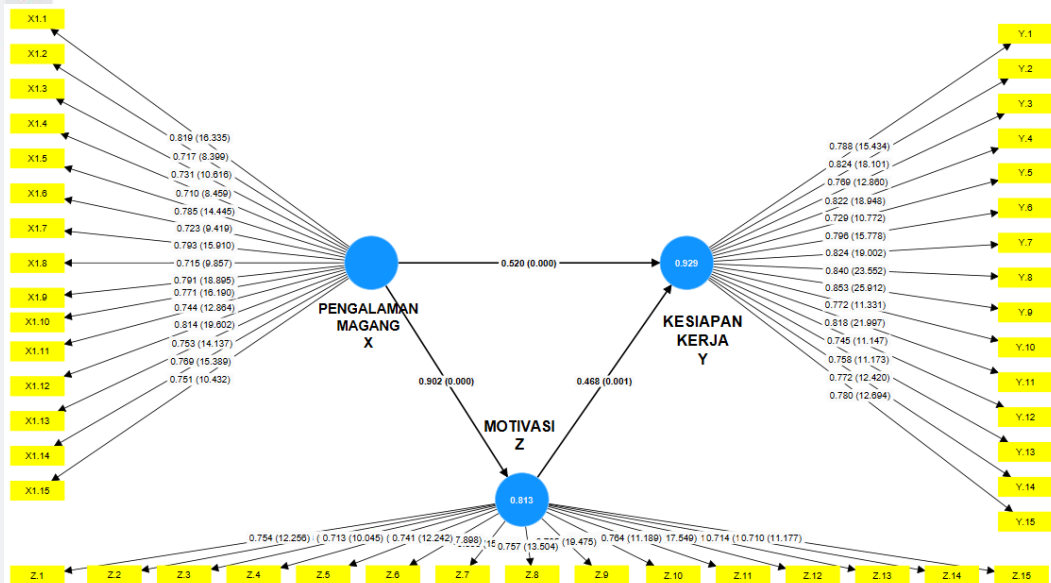 X1.1
X1.2
X1.3
X1.4
X1.5
X1.6
X1.7
X1.8
X1.9
X1.10
X1.11
X1.12
X1.13
X1.14
X1.15
0.819 (16.335)
0.717 (8.399)
0.731 (10.616)
0.710 (8.459)
0.785 (14.445)
0.723 (9.419)
0.793 (15.910)
0.715 (9.857)
0.791 (18.895)
0.771 (16.190)
0.744 (12.864)
0.814 (19.602)
0.753 (14.137)
0.769 (15.389)
0.751 (10.432)
PENGALAMAN
MAGANG
X
0.520 (0.000)
0.902 (0.000)
0.468 (0.001)
0.929
KESIAPAN
KERJA
Y
MOTIVASI
Z
0.813
0.788 (15.434)
0.824 (18.101)
0.769 (12.860)
0.822 (18.948)
0.729 (10.772)
0.796 (15.778)
0.824 (19.002)
0.840 (23.552)
0.853 (25.912)
0.772 (11.331)
0.818 (21.997)
0.745 (11.147)
0.758 (11.173)
0.772 (12.420)
0.780 (12.694)
Y.1
Y.2
Y.3
Y.4
Y.5
Y.6
Y.7
Y.8
Y.9
Y.10
Y.11
Y.12
Y.13
Y.14
Y.15
0.754 (12.256) 0.713 (10.045) 0.741 (12.242) 7.898) 0.757 (13.504) 19.475) 0.764 (11.189) 17.549) 0.714 0.710 (11.177)
Z.1 Z.2 Z.3 Z.4 Z.5 Z.6 Z.7 Z.8 Z.9 Z.10 Z.11 Z.12 Z.13 Z.14 Z.15